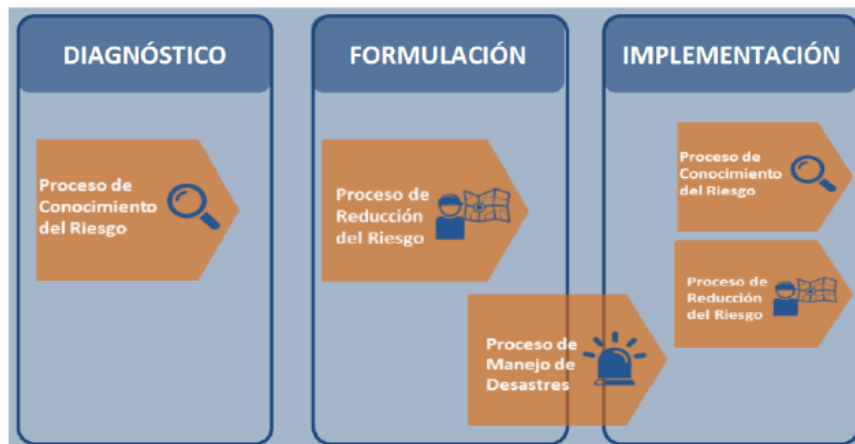 DIAGNÓSTICO
Proceso de
Conocimiento
del Riesgo
FORMULACIÓN
Proceso de
Reducción
del Riesgo
Proceso de
Manejo de
Desastres
IMPLEMENTACIÓN
Proceso de
Conocimiento
del Riesgo
Proceso de
Reducción
del Riesgo